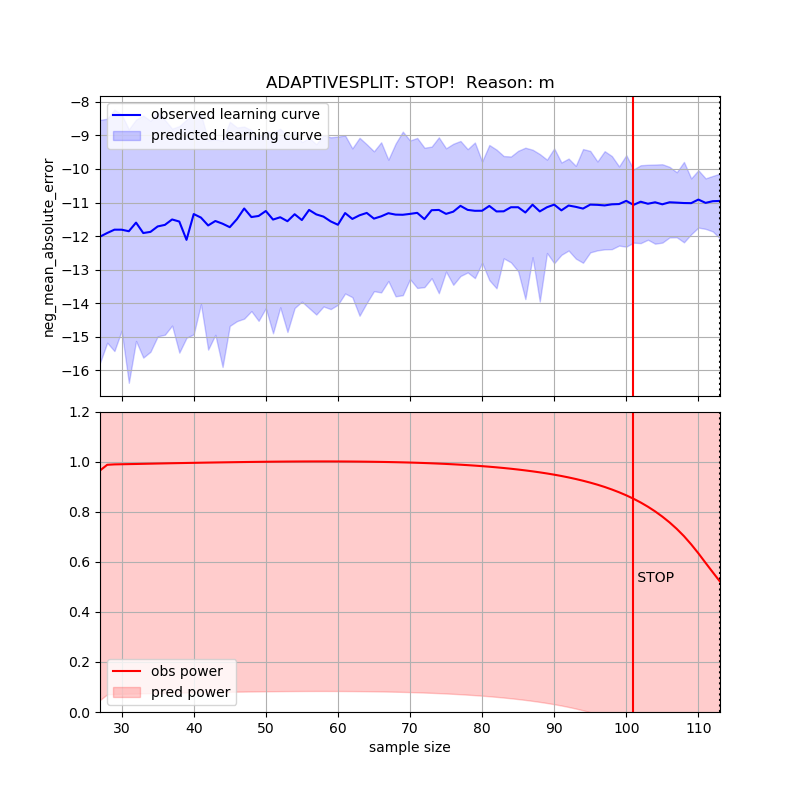 ADAPTIVESPLIT: STOP!  Reason: m
neg_mean_absolute_error
−8
−9
−10
−11
−12
−13
−14
−15
−16
observed learning curve
predicted learning curve
1.2
1.0
0.8
0.6
0.4
0.2
0.0
STOP
obs power
pred power
30 40 50 60 70 80 90 100 110
sample size